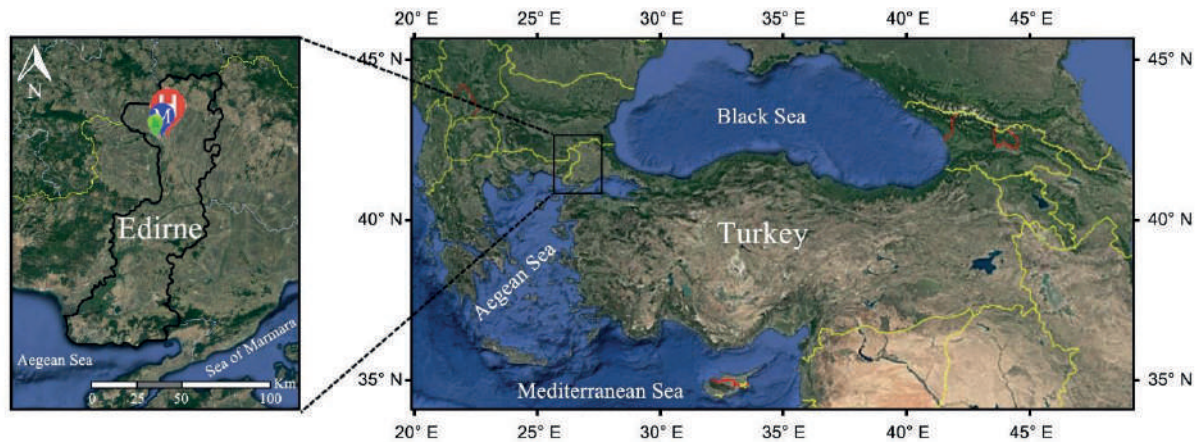 20° E 25° E 30° E 35° E 40° E 45° E
N
H
M
Edirne
Aegean Sea
Sea of Marmara
Km
0 25 50 100
45° N 45° N
Black Sea
40° N 40° N
Turkey
Aegean Sea
Mediterranean Sea
35° N 35° N
20° E 25° E 30° E 35° E 40° E 45° E